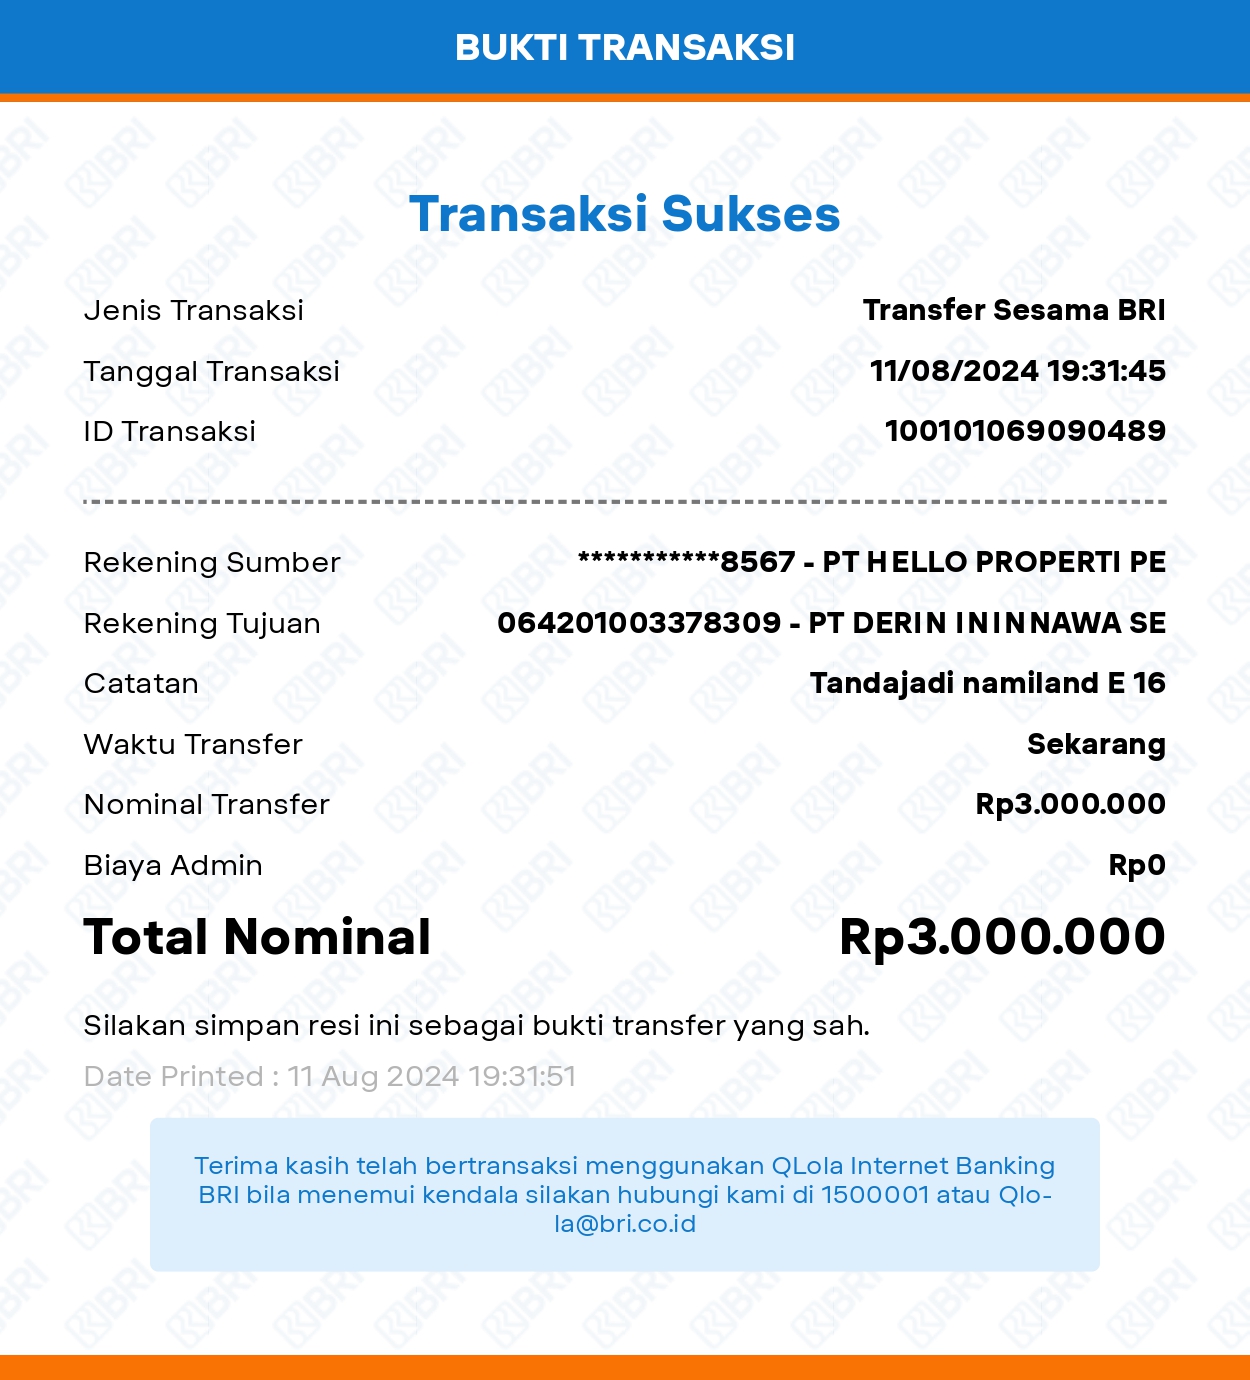 BUKTI TRANSAKSI
Transaksi Sukses
Jenis Transaksi Transfer Sesama BRI
Tanggal Transaksi 11/08/2024 19:31:45
ID Transaksi 100101069090489
Rekening Sumber ***********8567 - PT HELLO PROPERTI PE
Rekening Tujuan 064201003378309 - PT DERIN ININNAWA SE
Catatan Tandajadi namiland E 16
Waktu Transfer Sekarang
Nominal Transfer Rp3.000.000
Biaya Admin Rp0
Total Nominal Rp3.000.000
Silakan simpan resi ini sebagai bukti transfer yang sah.
Date Printed : 11 Aug 2024 19:31:51
Terima kasih telah bertransaksi menggunakan QLola Internet Banking
BRI bila menemui kendala silakan hubungi kami di 1500001 atau Qlo-
la@bri.co.id